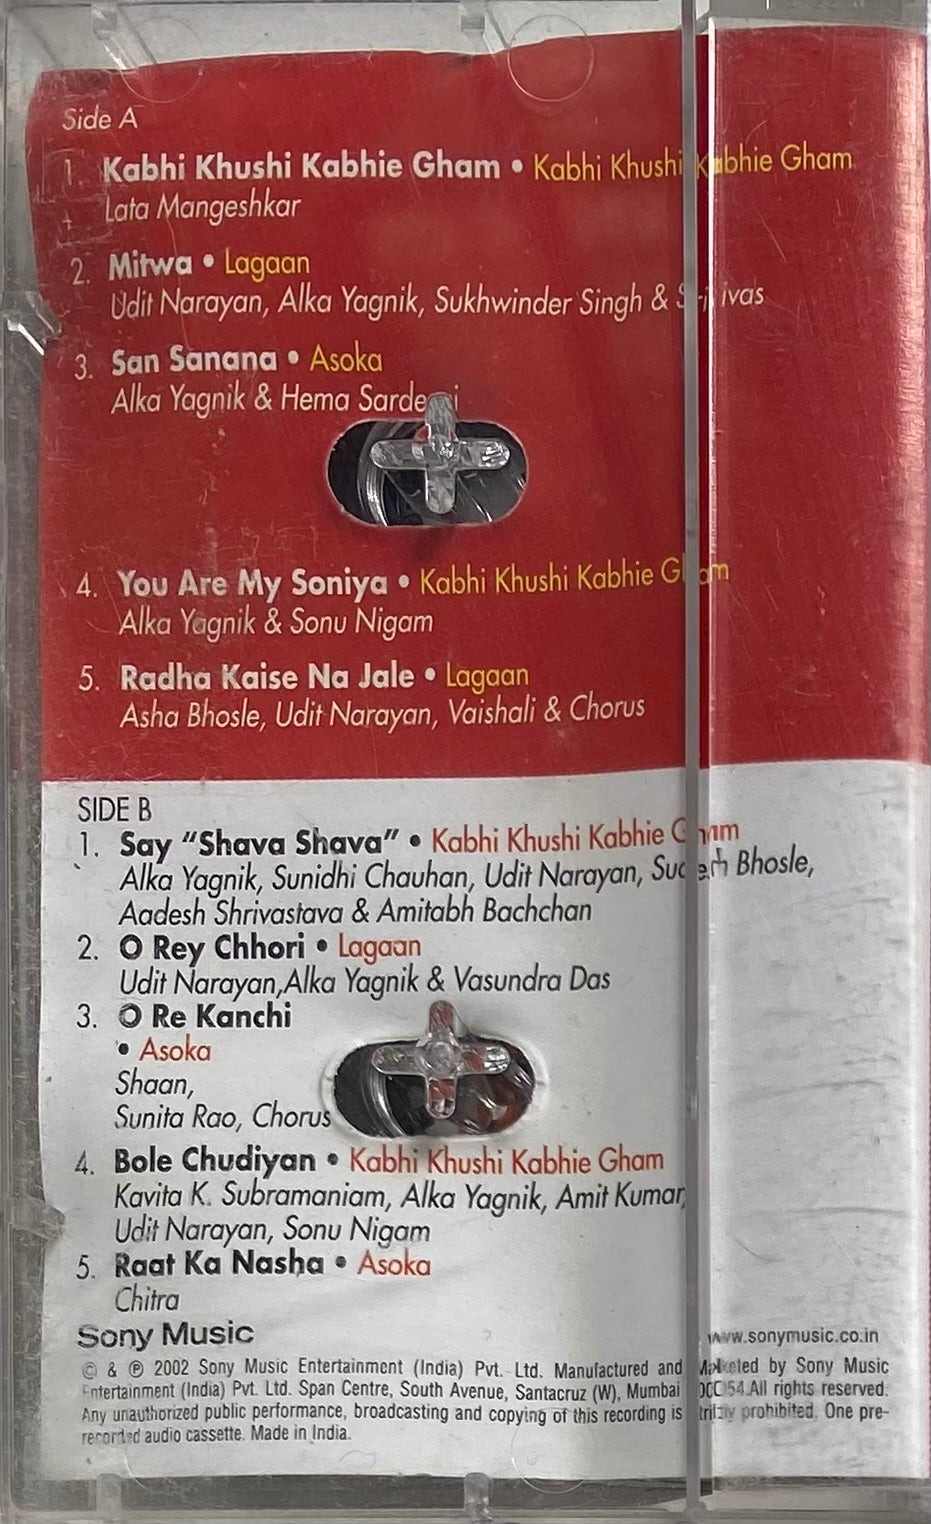 Side A
1. Kabhi Khushi Kabhie Gham • Kabhi Khushi Kabhie Gham
Lata Mangeshkar
2. Mitwa • Lagaan
Udit Narayan, Alka Yagnik, Sukhwinder Singh & Srinivas
3. San Sanana • Asoka
Alka Yagnik & Hema
4. You Are My Soniya • Kabhi Khushi Kabhie Gham
Alka Yagnik & Sonu Nigam
5. Radha Kaise Na Jale • Lagaan
Asha Bhosle, Udit Narayan, Vaishali & Chorus
SIDE B
1. Say “Shava Shava” • Kabhi Khushi Kabhie Gham
Alka Yagnik, Sunidhi Chauhan, Udit Narayan, Sudesh Bhosle,
Aadesh Shrivastava & Amitabh Bachchan
2. O Rey Chhori • Lagaan
Udit Narayan,Alka Yagnik & Vasundra Das
3. O Re Kanchi
• Asoka
Shaan,
Sunita Rao, Chorus
4. Bole Chudiyan • Kabhi Khushi Kabhie Gham
Kavita K. Subramaniam, Alka Yagnik, Amit Kumar,
Udit Narayan, Sonu Nigam
5. Raat Ka Nasha • Asoka
Chitra
Sony Music www.sonymusic.co.in
© & ℗ 2002 Sony Music Entertainment (India) Pvt. Ltd. Manufactured and Marketed by Sony Music
Entertainment (India) Pvt. Ltd. Span Centre, South Avenue, Santacruz (W), Mumbai All rights reserved.
Any unauthorized public performance, broadcasting and copying of this recording is prohibited. One pre-
recorded audio cassette. Made in India.